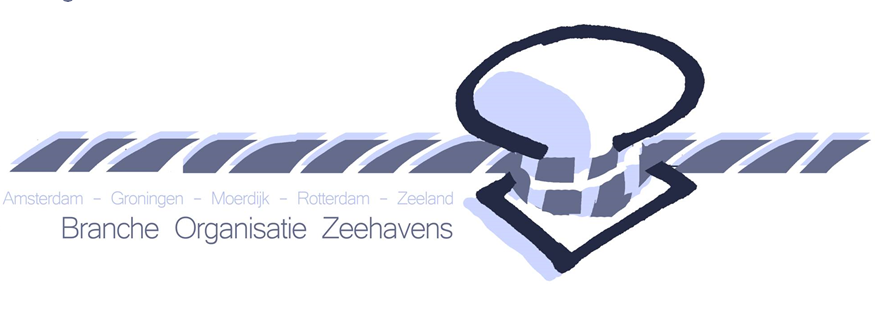 Amsterdam - Groningen - Moerdijk - Rotterdam - Zeeland
Branche Organisatie Zeehavens